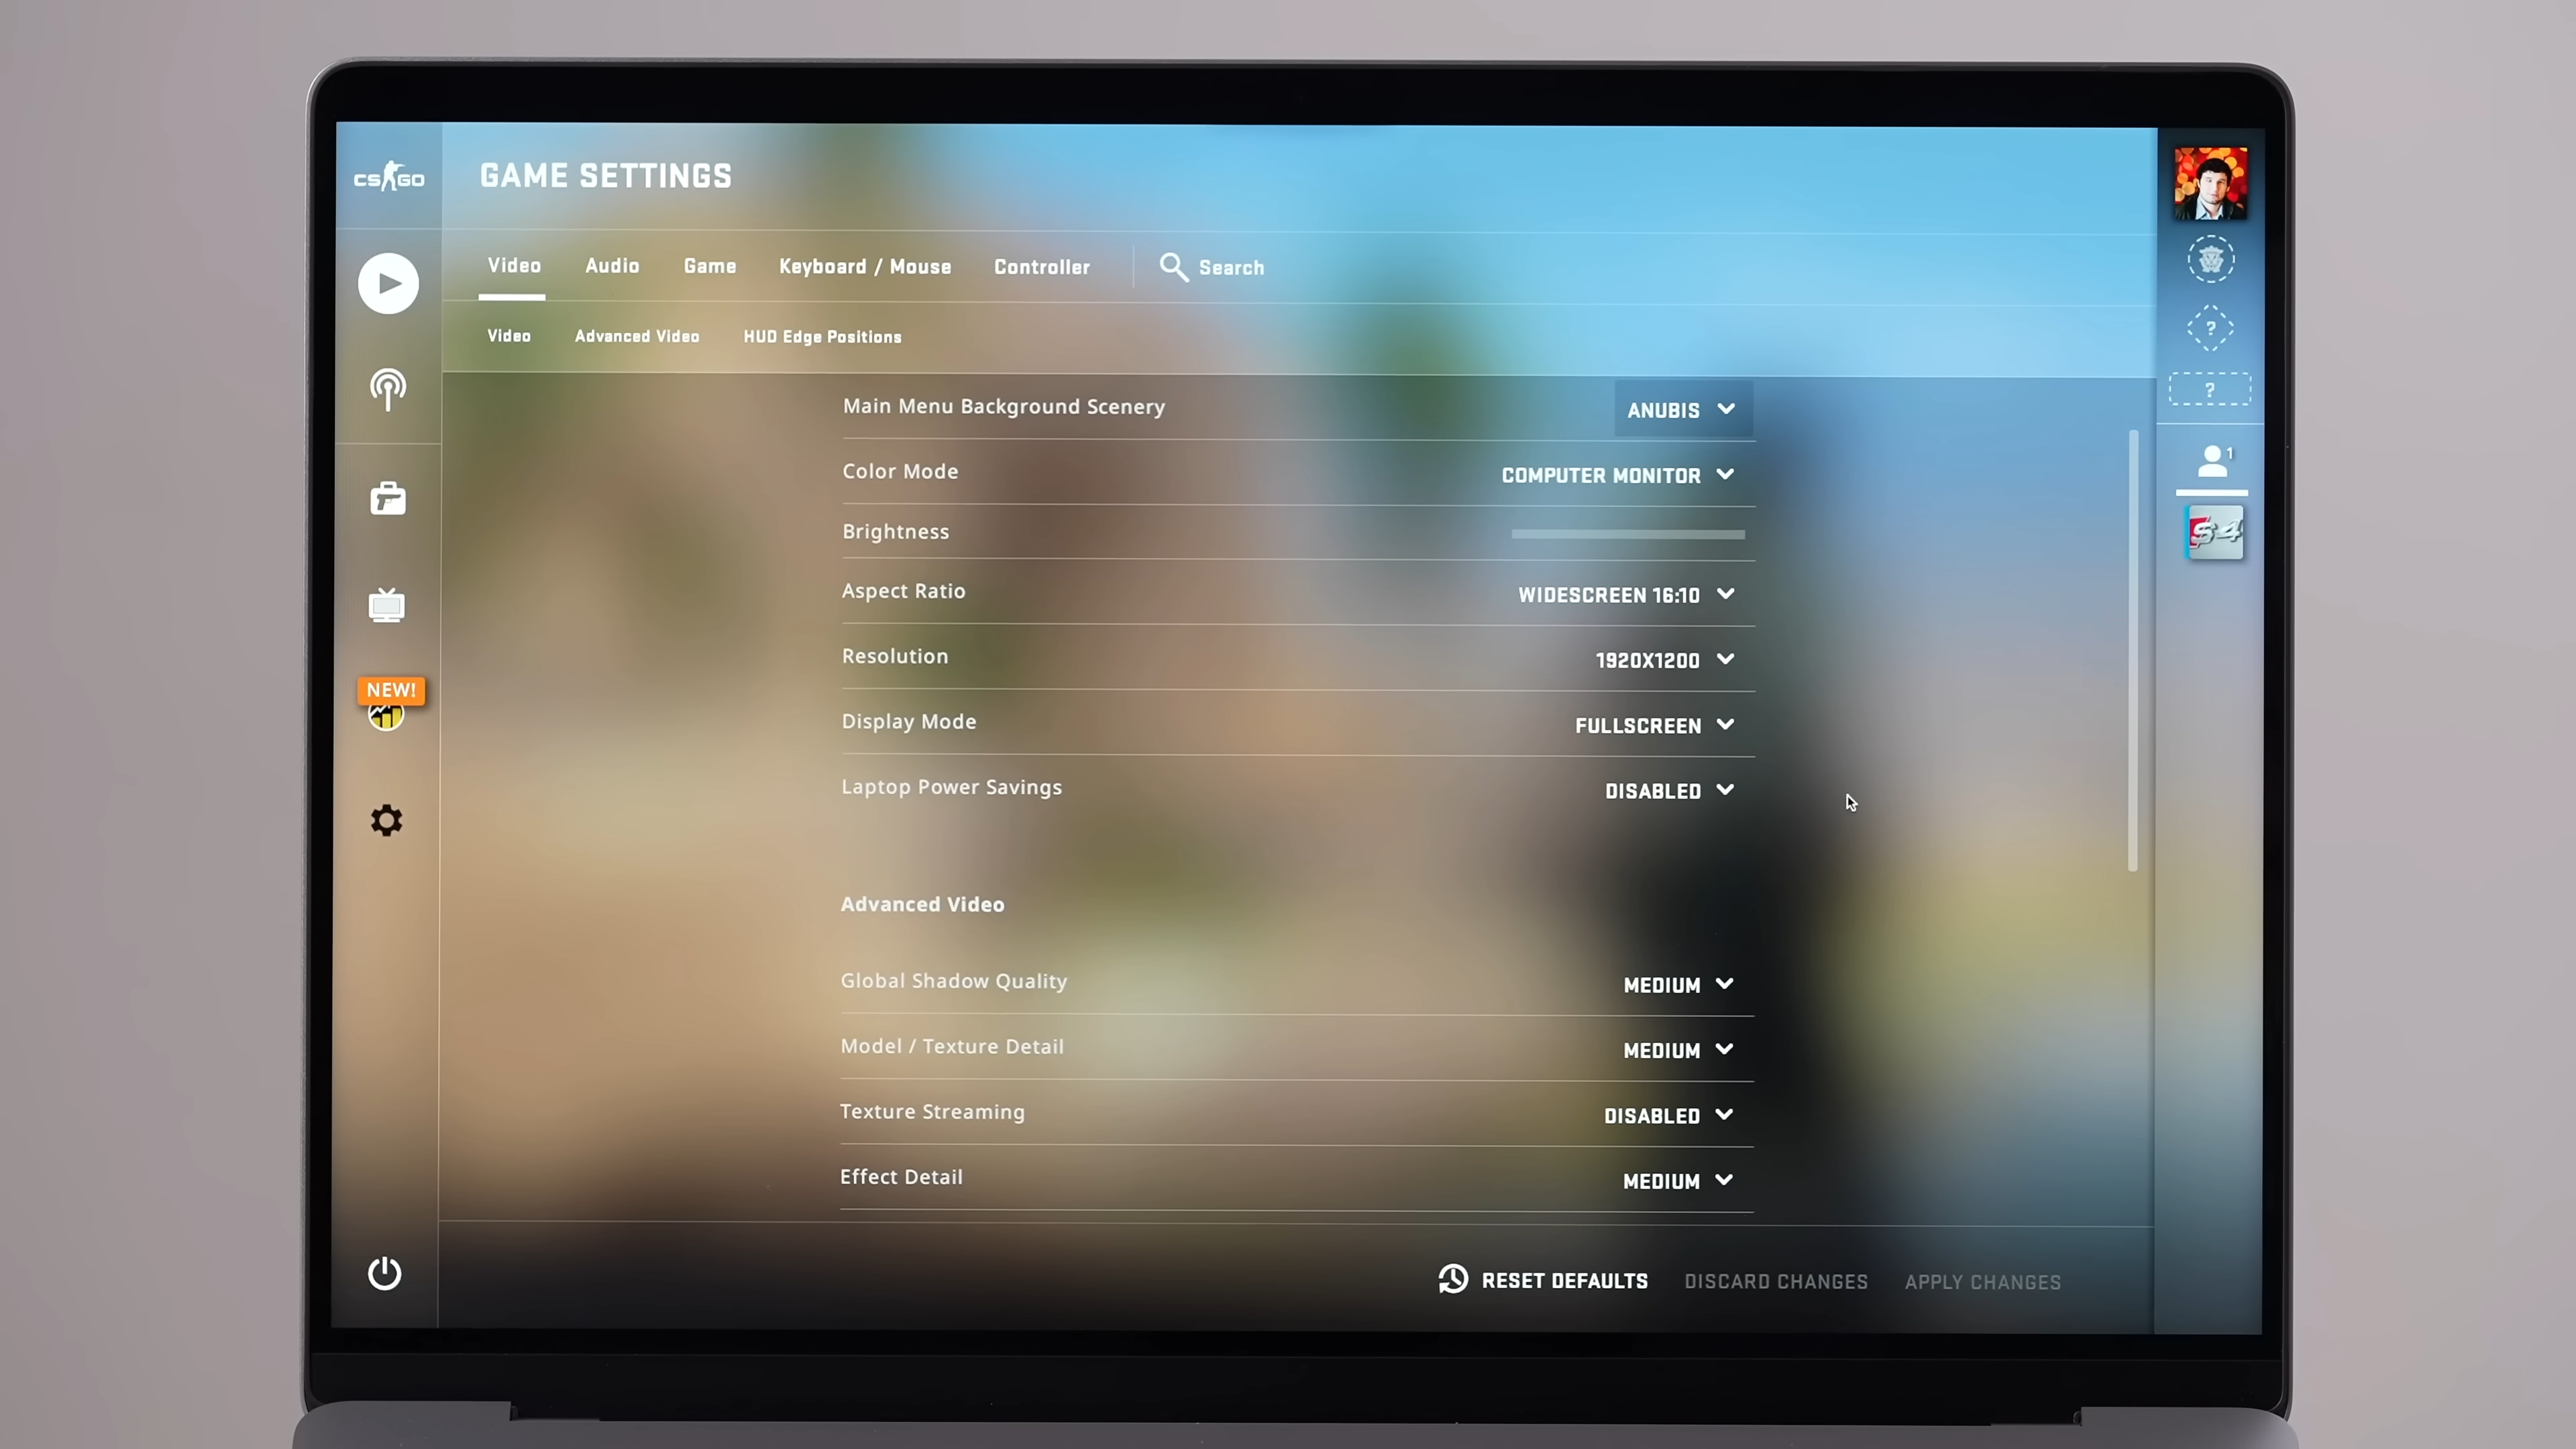 CS GO
GAME SETTINGS
Video Audio Game Keyboard / Mouse Controller Search
Video Advanced Video HUD Edge Positions
?
?
1
S4
Main Menu Background Scenery ANUBIS
Color Mode COMPUTER MONITOR
Brightness
Aspect Ratio WIDESCREEN 16:10
Resolution 1920X1200
NEW!
Display Mode FULLSCREEN
Laptop Power Savings DISABLED
Advanced Video
Global Shadow Quality MEDIUM
Model / Texture Detail MEDIUM
Texture Streaming DISABLED
Effect Detail MEDIUM
RESET DEFAULTS DISCARD CHANGES APPLY CHANGES